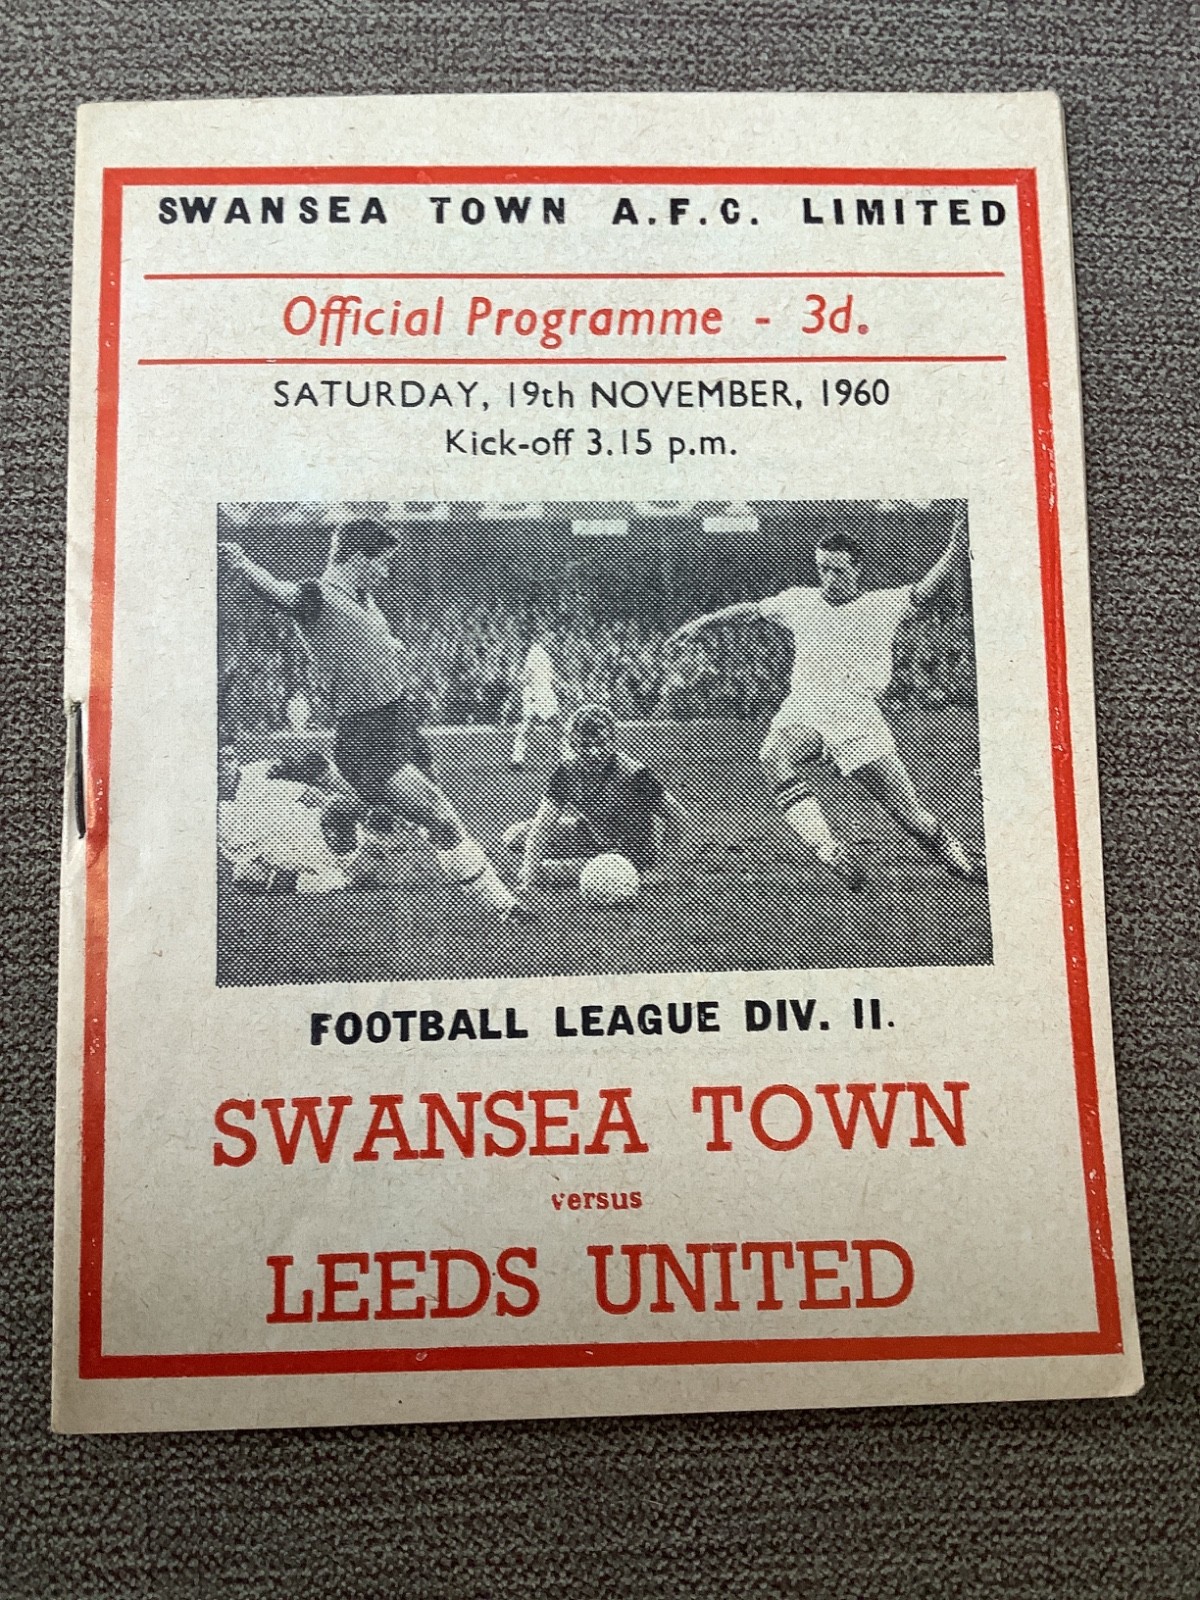 SWANSEA TOWN A.F.C. LIMITED
Official Programme - 3d.
SATURDAY, 19th NOVEMBER, 1960
Kick-off 3.15 p.m.
FOOTBALL LEAGUE DIV. II.
SWANSEA TOWN
versus
LEEDS UNITED